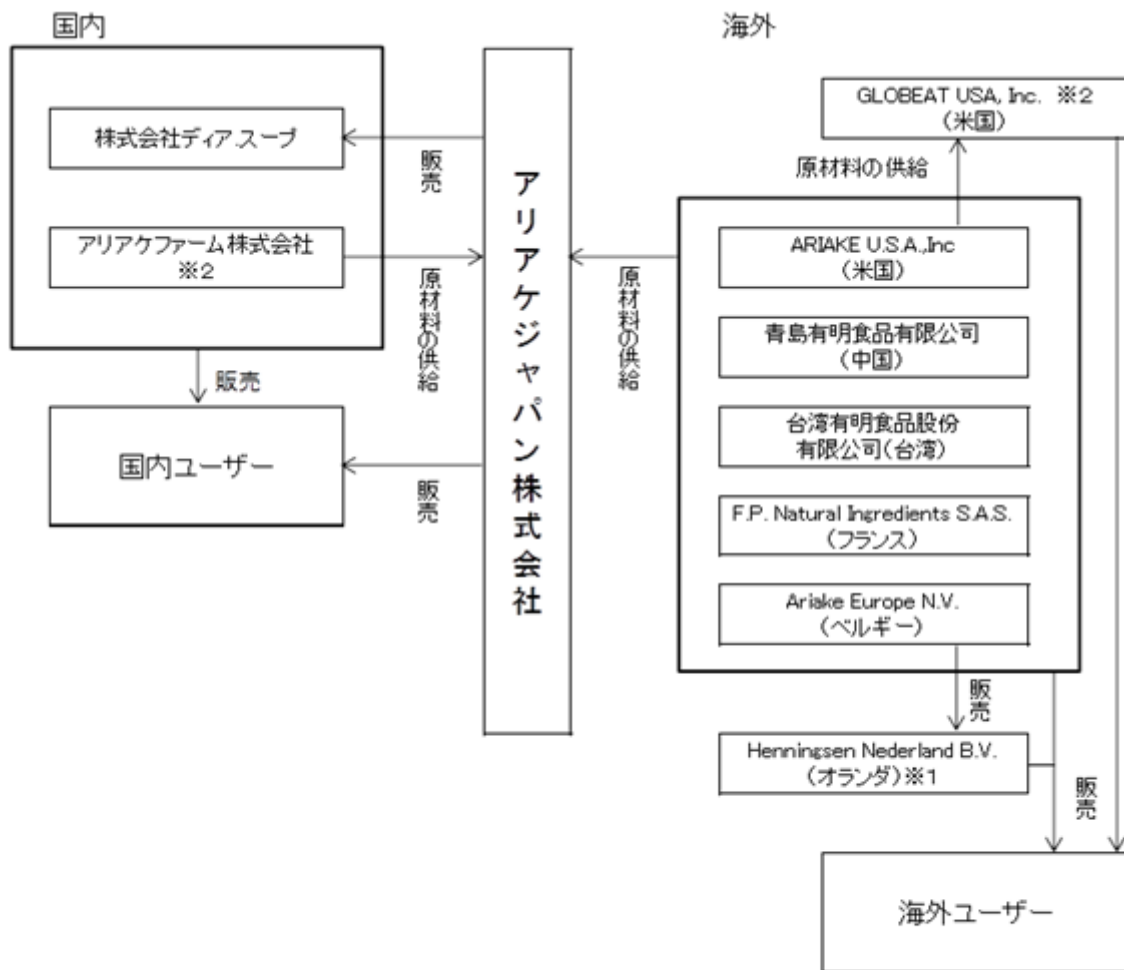 国内
海外
GLOBEAT USA, Inc. ※2
(米国)
株式会社ディア.スープ
販売
原材料の供給
アリアケジャパン株式会社
アリアケファーム株式会社
※2
原材料の供給
原材料の供給
ARIAKE U.S.A.,Inc
(米国)
青島有明食品有限公司
(中国)
販売
台湾有明食品股份
有限公司(台湾)
国内ユーザー
販売
F.P. Natural Ingredients S.A.S.
(フランス)
Ariake Europe N.V.
(ベルギー)
販売
Henningsen Nederland B.V.
(オランダ)※1
販売
海外ユーザー